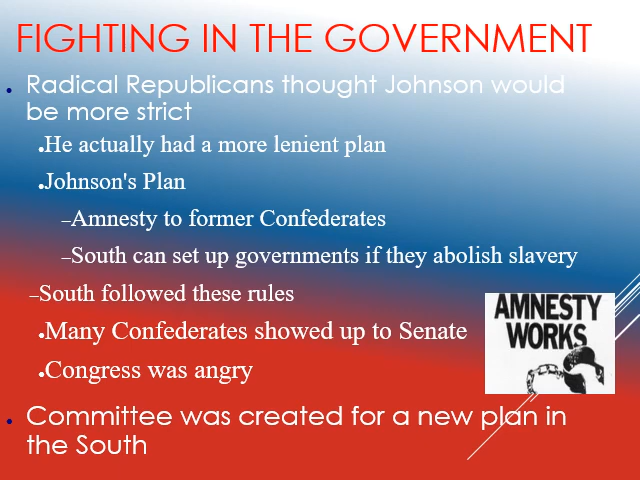 FIGHTING IN THE GOVERNMENT
Radical Republicans thought Johnson would
be more strict
He actually had a more lenient plan
Johnson's Plan
–Amnesty to former Confederates
–South can set up governments if they abolish slavery
–South followed these rules
Many Confederates showed up to Senate
Congress was angry
AMNESTY
WORKS
Committee was created for a new plan in
the South